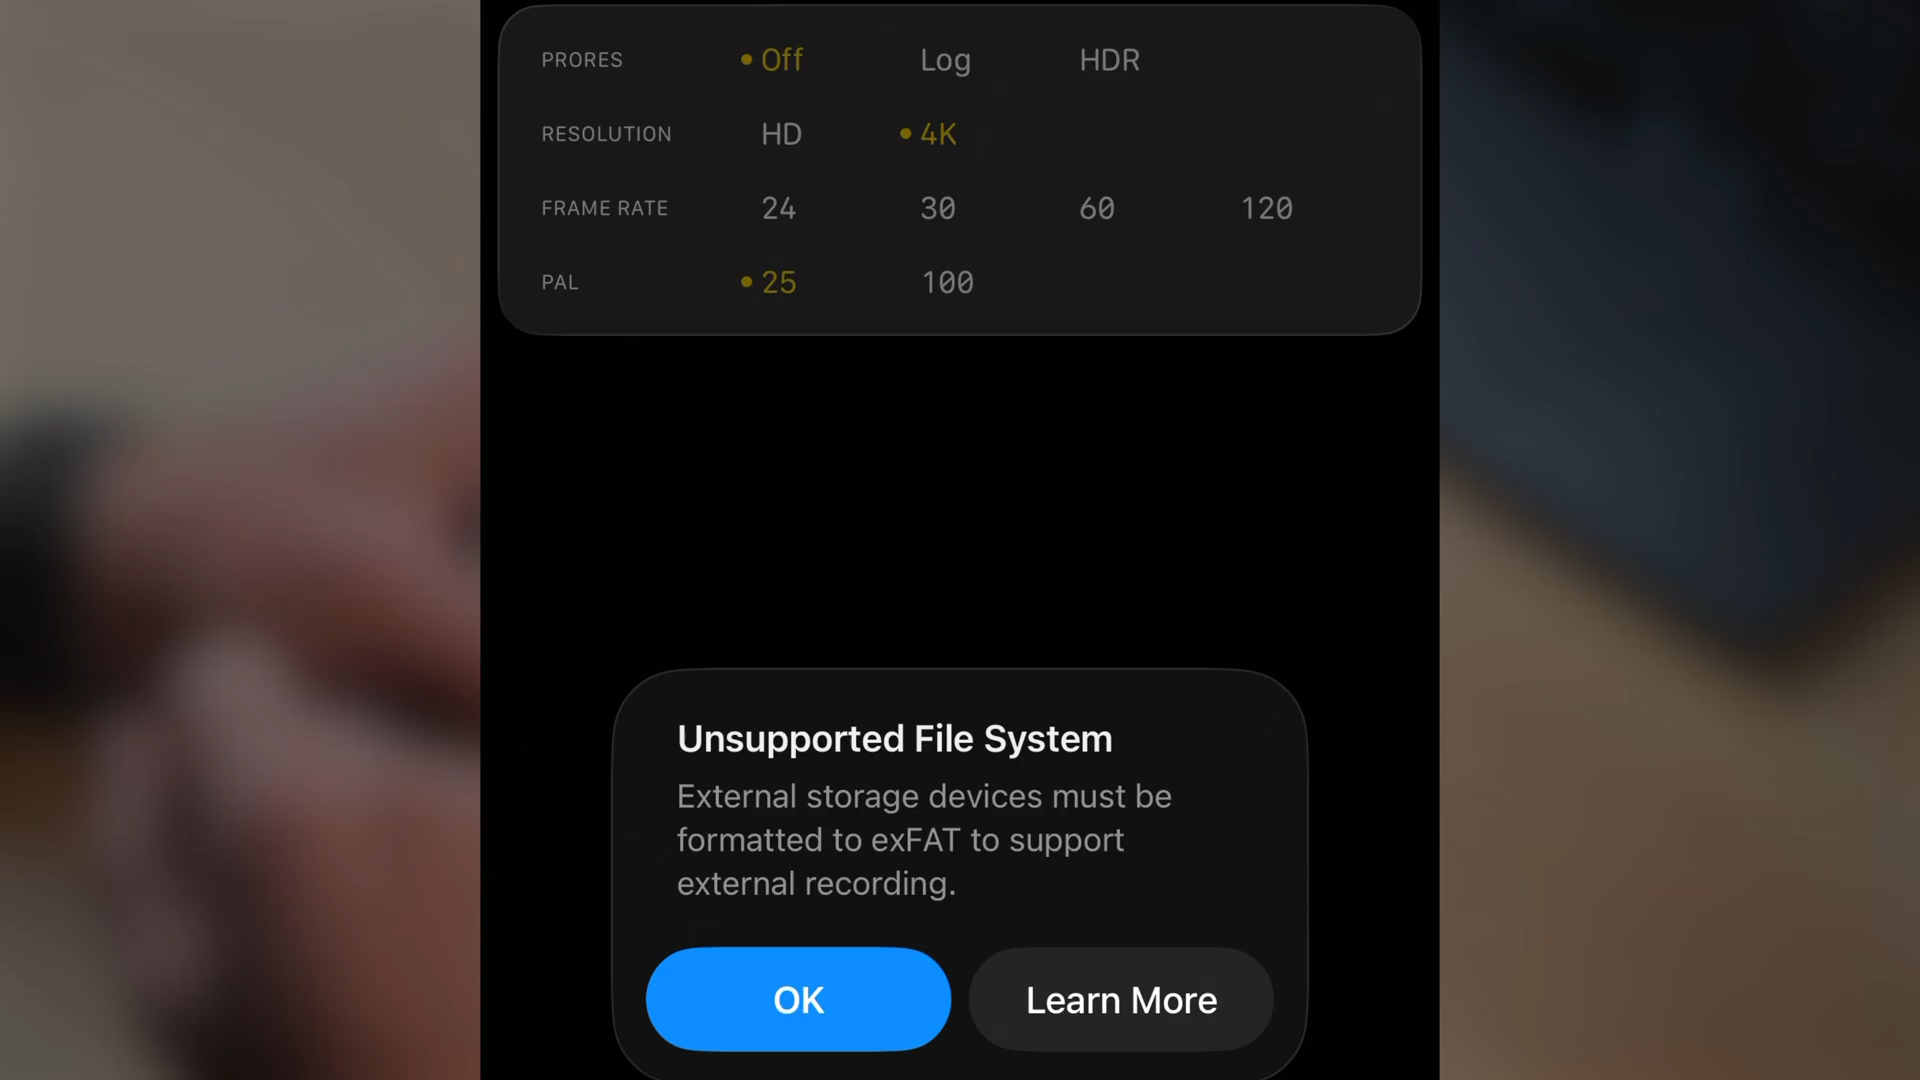 PRORES • Off Log HDR
RESOLUTION HD • 4K
FRAME RATE 24 30 60 120
PAL • 25 100
Unsupported File System
External storage devices must be
formatted to exFAT to support
external recording.
OK Learn More